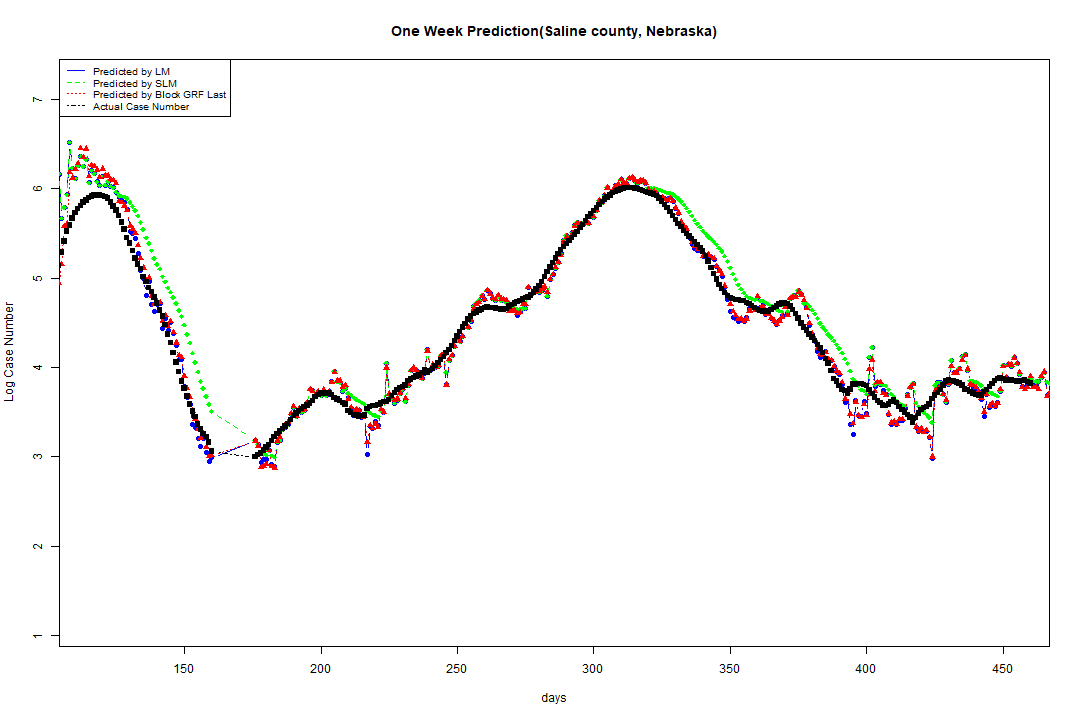 One Week Prediction(Saline county, Nebraska)
Predicted by LM
Predicted by SLM
Predicted by Block GRF Last
Actual Case Number
7
6
5
4
3
2
1
Log Case Number
150 200 250 300 350 400 450
days